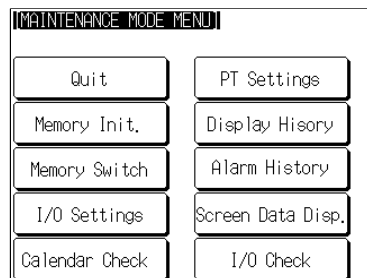 [MAINTENANCE MODE MENU]
Quit
PT Settings
Memory Init.
Display Hisory
Memory Switch
Alarm History
I/O Settings
Screen Data Disp.
Calendar Check
I/O Check